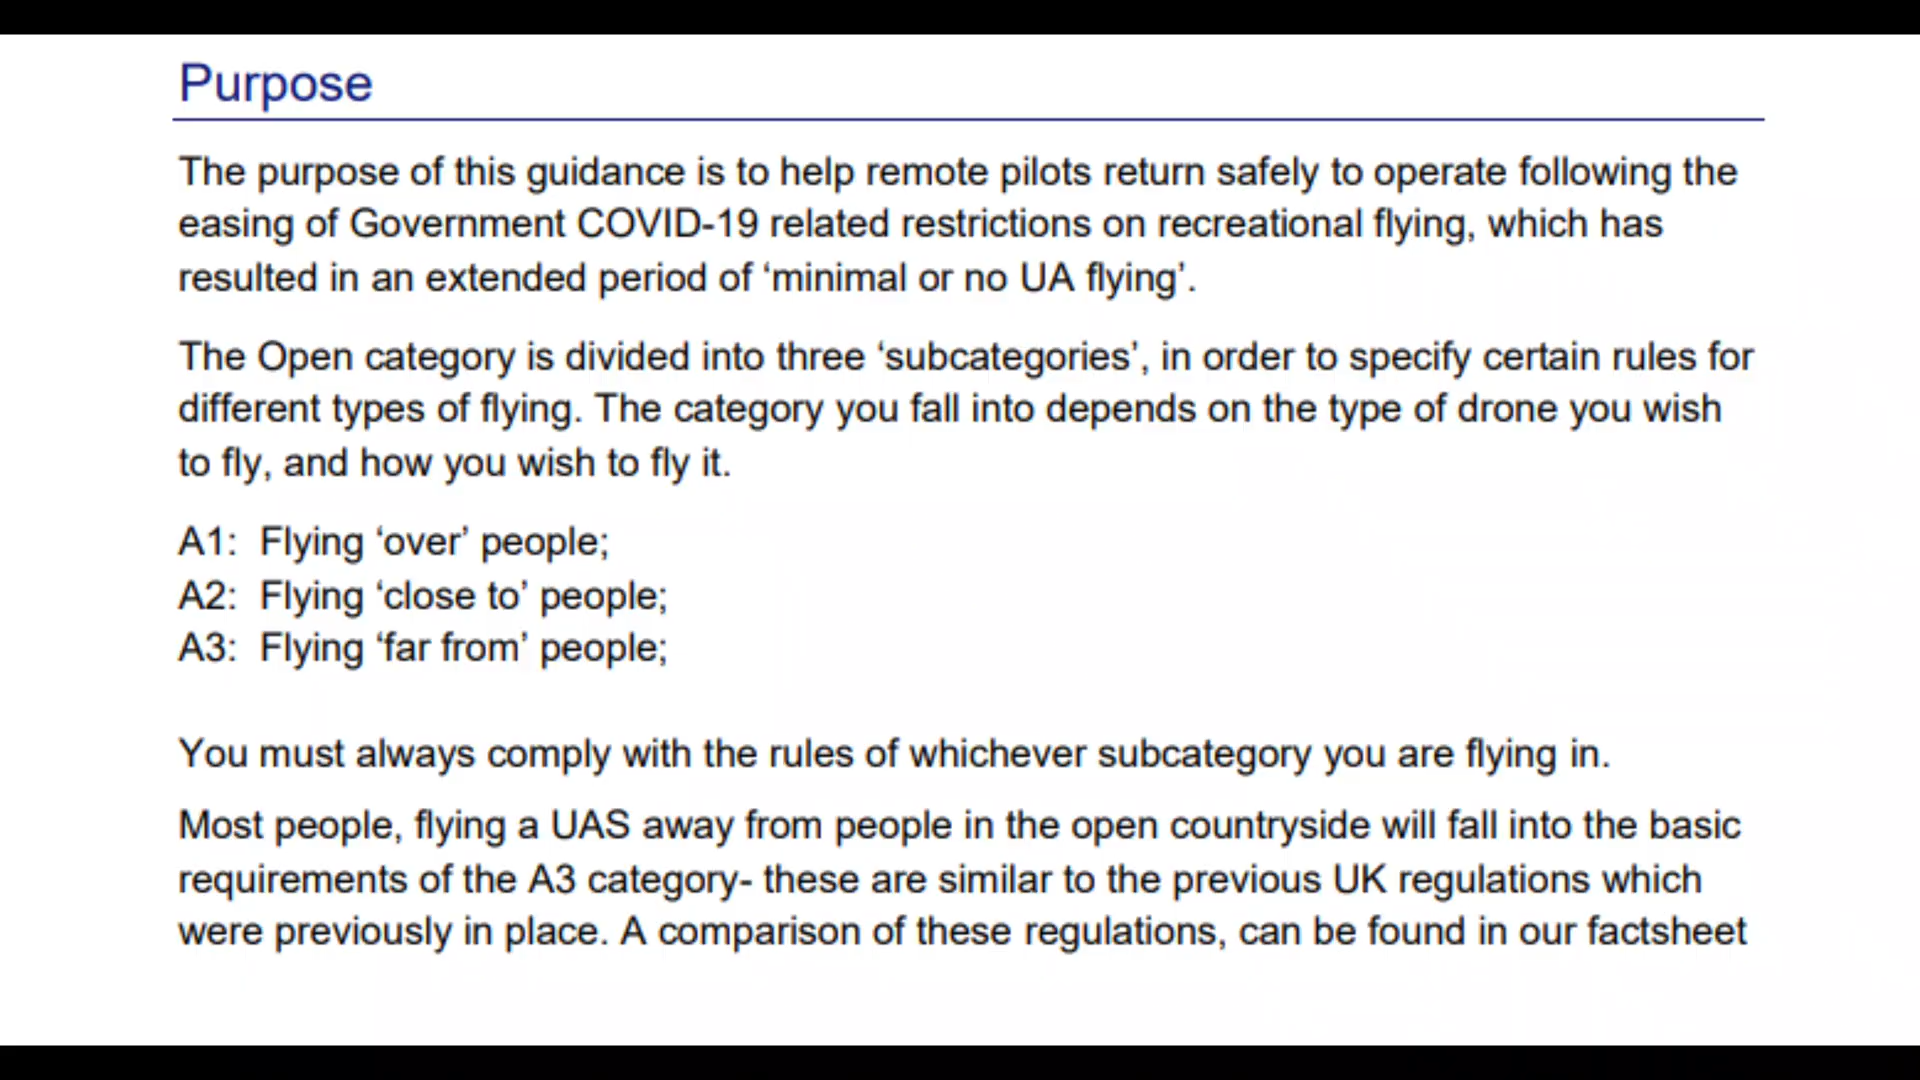 Purpose
The purpose of this guidance is to help remote pilots return safely to operate following the
easing of Government COVID-19 related restrictions on recreational flying, which has
resulted in an extended period of ‘minimal or no UA flying’.
The Open category is divided into three ‘subcategories’, in order to specify certain rules for
different types of flying. The category you fall into depends on the type of drone you wish
to fly, and how you wish to fly it.
A1: Flying ‘over’ people;
A2: Flying ‘close to’ people;
A3: Flying ‘far from’ people;
You must always comply with the rules of whichever subcategory you are flying in.
Most people, flying a UAS away from people in the open countryside will fall into the basic
requirements of the A3 category- these are similar to the previous UK regulations which
were previously in place. A comparison of these regulations, can be found in our factsheet